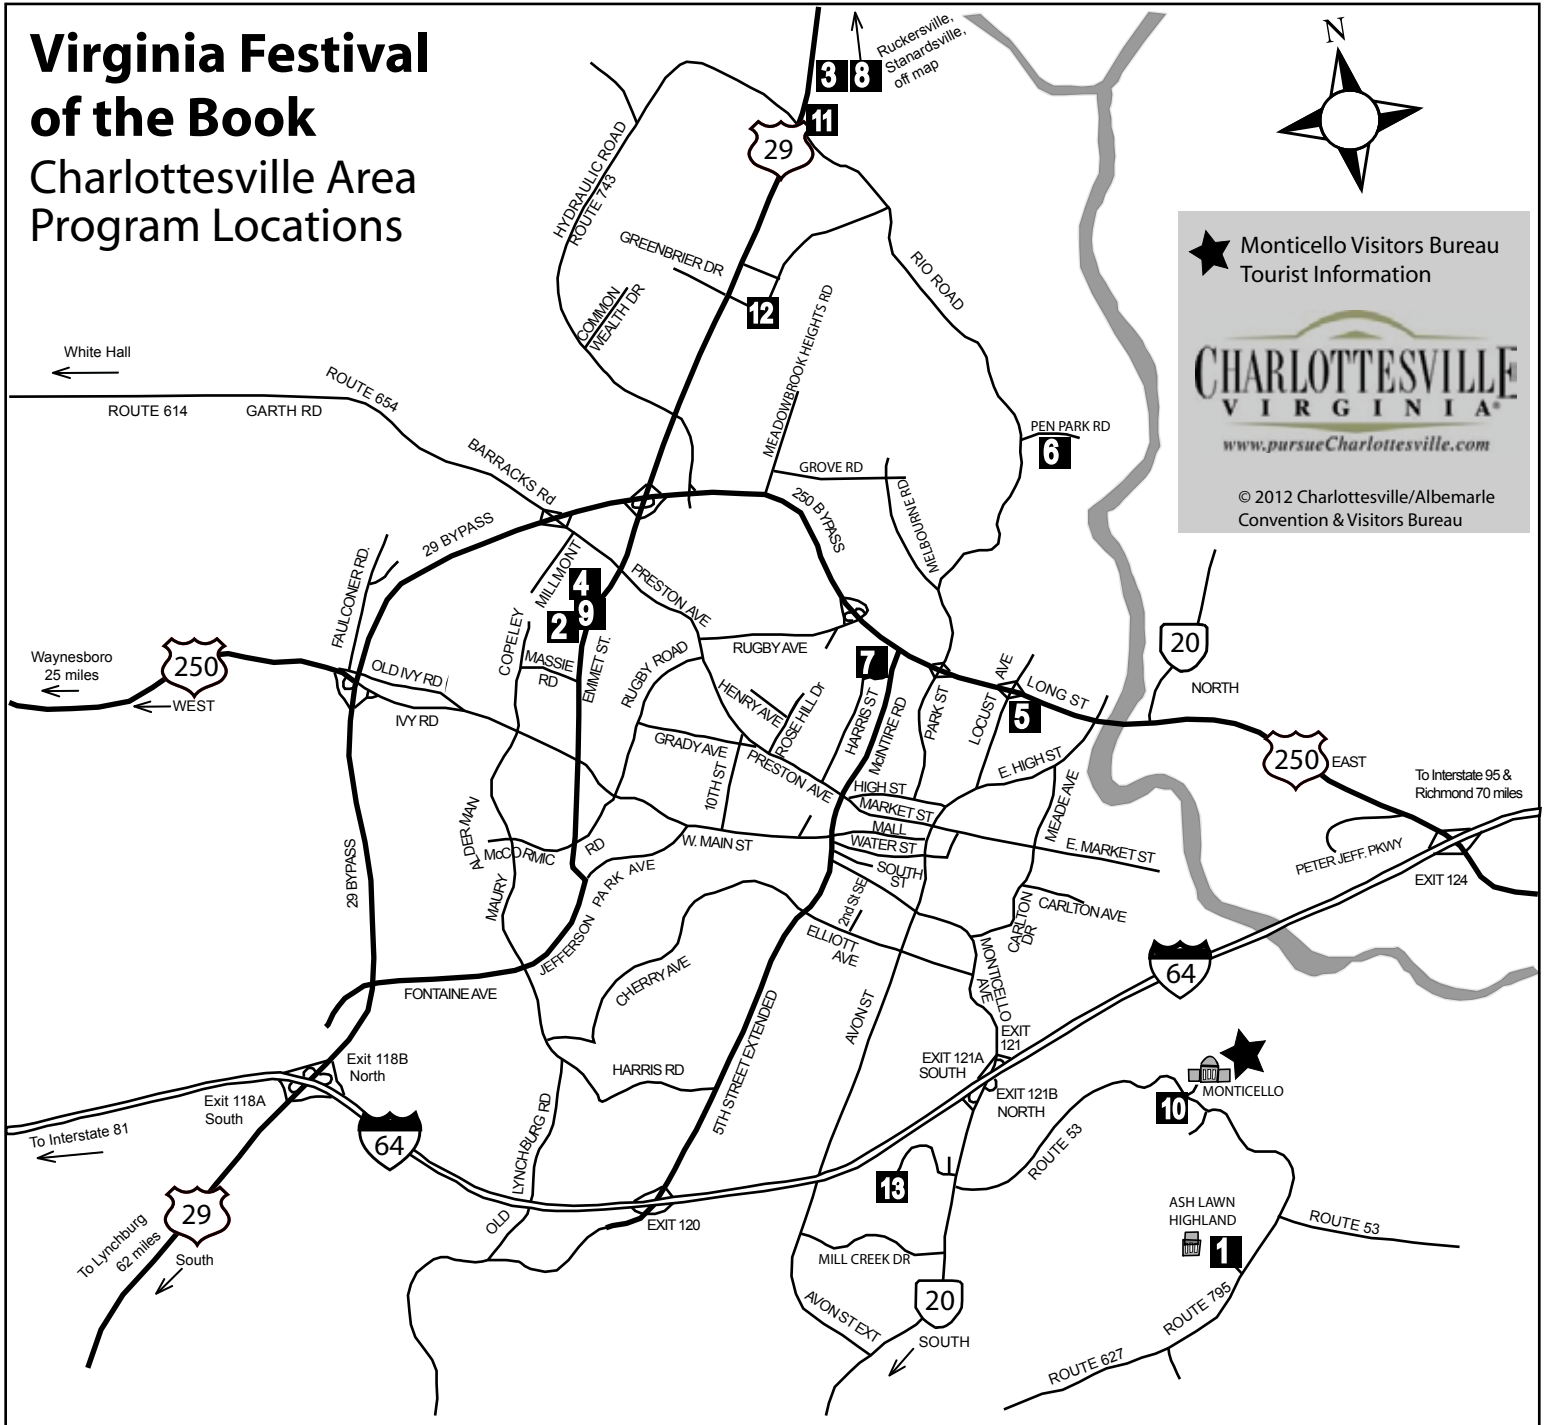 Virginia Festival
of the Book
Charlottesville Area
Program Locations
3
8
Ruckersville,
Stanardsville,
off map
11
29
N
HYDRAULIC ROAD
ROUTE 743
GREENBRIER DR
COMMON
WEALTH DR
12
RIO ROAD
MEADOWBROOK HEIGHTS RD
Monticello Visitors Bureau
Tourist Information
CHARLOTTESVILLE
VIRGINIA®
www.pursueCharlottesville.com
© 2012 Charlottesville/Albemarle
Convention & Visitors Bureau
White Hall
ROUTE 614
GARTH RD
ROUTE 654
BARRACKS Rd
PEN PARK RD
6
GROVE RD
MELBOURNE RD
250 BYPASS
29 BYPASS
FAULCONER RD.
MILLMONT
4
9
2
COPELEY
MASSIE
RD
EMMET ST.
PRESTON AVE
RUGBY ROAD
RUGBY AVE
7
Waynesboro
25 miles
250
WEST
OLD IVY RD
IVY RD
HENRY AVE
ROSE HILL Dr
HARRIS ST
McINTIRE RD
PARK ST
LOCUST AVE
LONG ST
5
20
NORTH
250
EAST
To Interstate 95 &
Richmond 70 miles
GRADY AVE
10TH ST
PRESTON AVE
E. HIGH ST
HIGH ST
MARKET ST
MALL
WATER ST
SOUTH
ST
MEADE AVE
E. MARKET ST
PETER JEFF. PKWY
EXIT 124
29 BYPASS
ALDERMAN
McCORMIC RD
W. MAIN ST
MAURY
JEFFERSON PARK AVE
2nd St. SE
ELLIOTT
AVE
CARLTON
DR
CARLTON AVE
MONTICELLO
AVE
FONTAINE AVE
CHERRY AVE
5TH STREET EXTENDED
AVON ST
64
Exit 118B
North
Exit 118A
South
HARRIS RD
EXIT
121
EXIT 121A
SOUTH
EXIT 121B
NORTH
MONTICELLO
10
To Interstate 81
64
OLD LYNCHBURG RD
ROUTE 53
13
29
To Lynchburg
62 miles
South
EXIT 120
MILL CREEK DR
AVON ST EXT
20
SOUTH
ASH LAWN
HIGHLAND
1
ROUTE 53
ROUTE 795
ROUTE 627